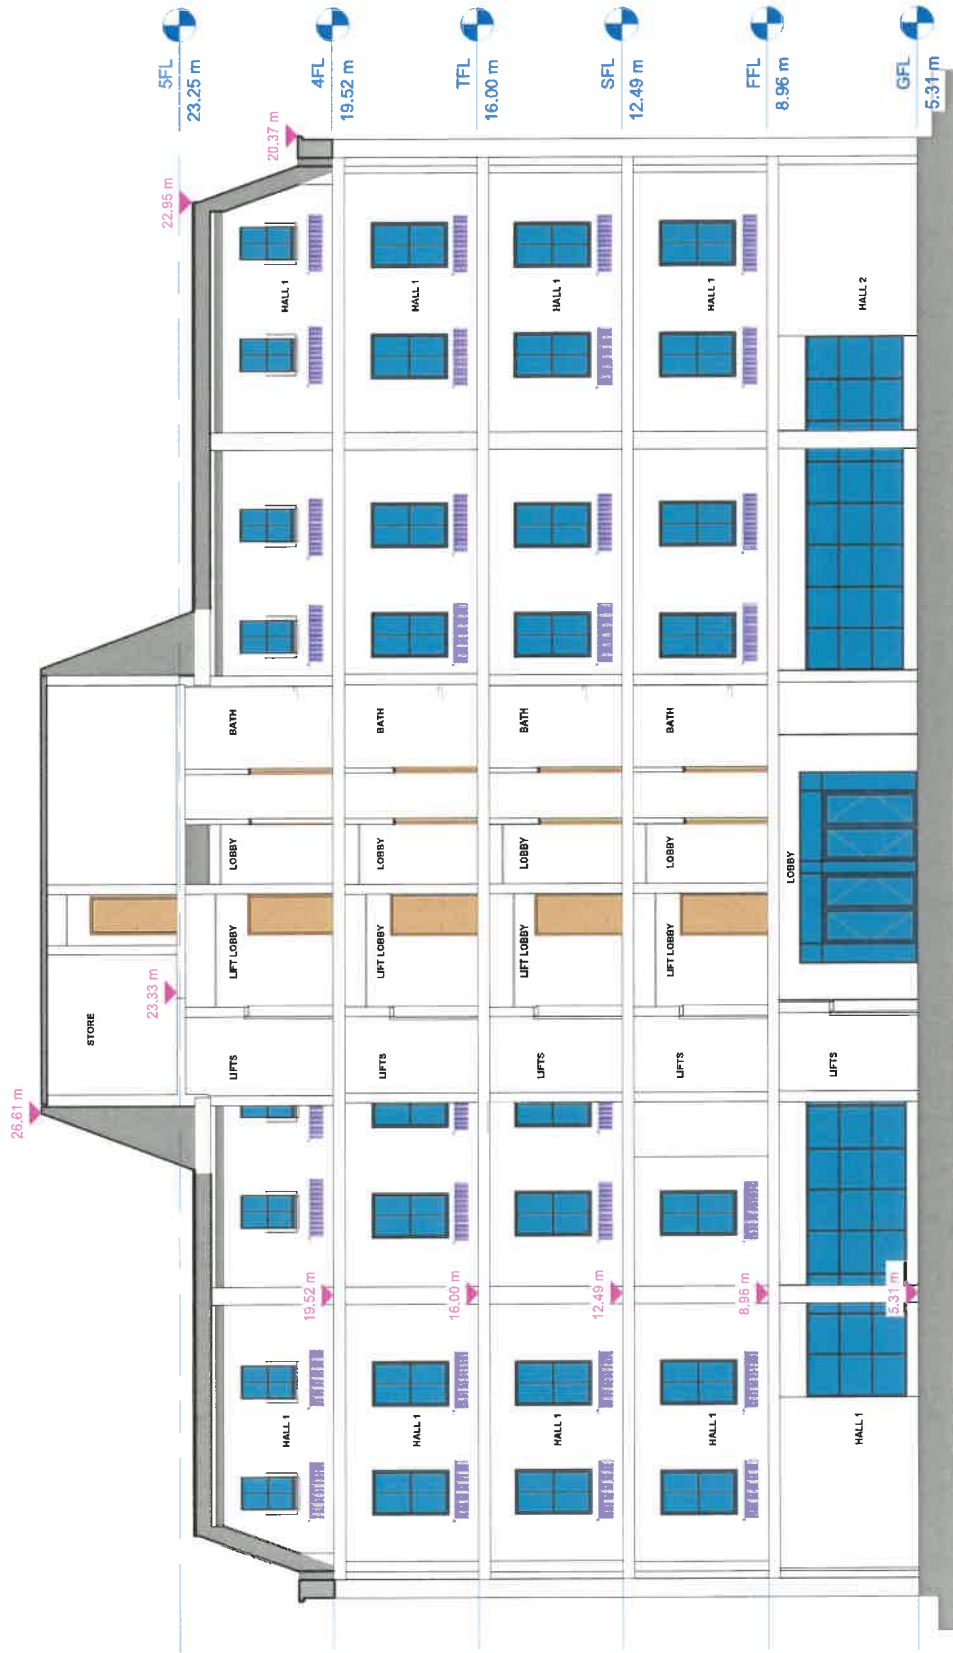 5FL
23.25 m
4FL
19.52 m
TFL
16.00 m
SFL
12.49 m
FFL
8.96 m
GFL
5.31 m
26.61 m
23.33 m
22.95 m
20.37 m
STORE
HALL 1
LIFTS
LIFT LOBBY
LOBBY
BATH
HALL 1
19.52 m
HALL 1
LIFTS
LIFT LOBBY
LOBBY
BATH
HALL 1
16.00 m
HALL 1
LIFTS
LIFT LOBBY
LOBBY
BATH
HALL 1
12.49 m
HALL 1
LIFTS
LIFT LOBBY
LOBBY
BATH
HALL 1
8.96 m
HALL 1
LIFTS
LOBBY
HALL 2
5.31 m